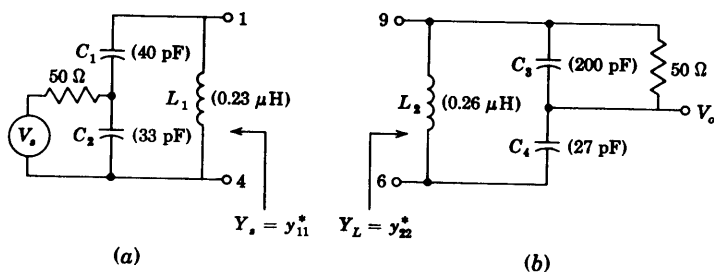 1
C₁ (40 pF)
50 Ω
L₁ (0.23 μH)
Vₛ
C₂ (33 pF)
4
Yₛ = y*₁₁
(a)
9
C₃ (200 pF)
50 Ω
L₂ (0.26 μH)
Vₒ
C₄ (27 pF)
6
Y_L = y*₂₂
(b)